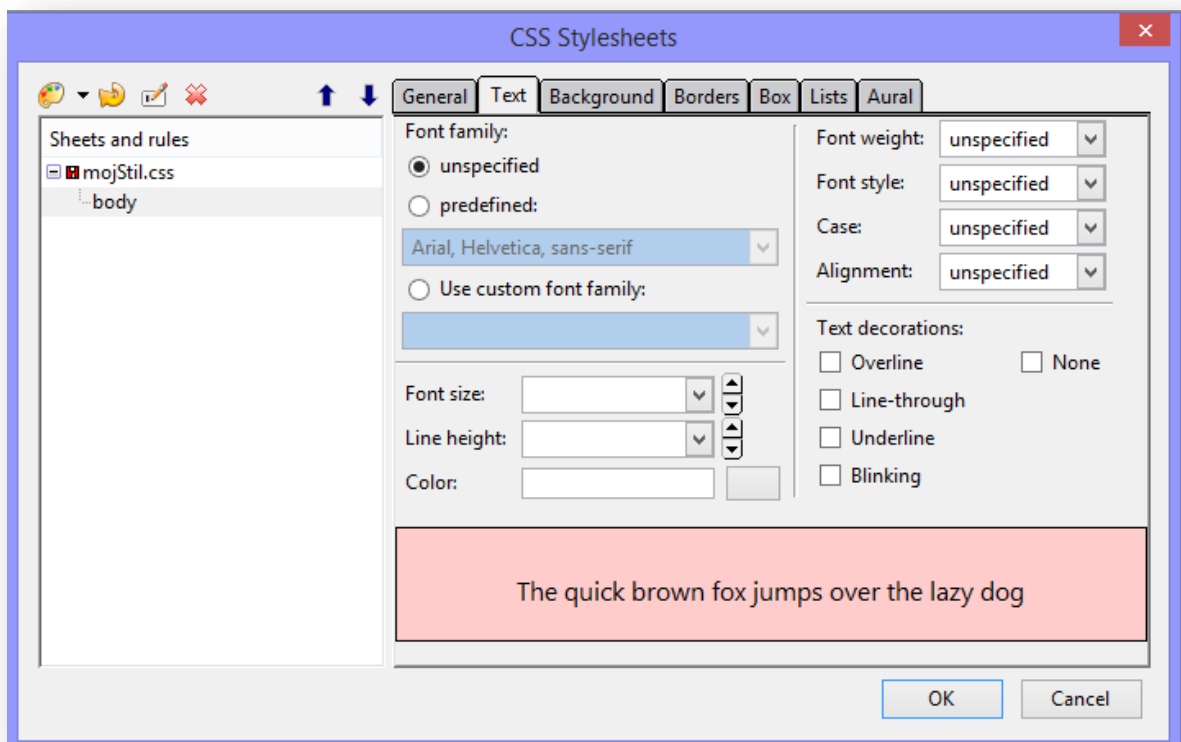 CSS Stylesheets
General Text Background Borders Box Lists Aural
Sheets and rules
mojStil.css
body
Font family:
unspecified
predefined:
Arial, Helvetica, sans-serif
Use custom font family:
Font size:
Line height:
Color:
Font weight: unspecified
Font style: unspecified
Case: unspecified
Alignment: unspecified
Text decorations:
Overline None
Line-through
Underline
Blinking
The quick brown fox jumps over the lazy dog
OK Cancel